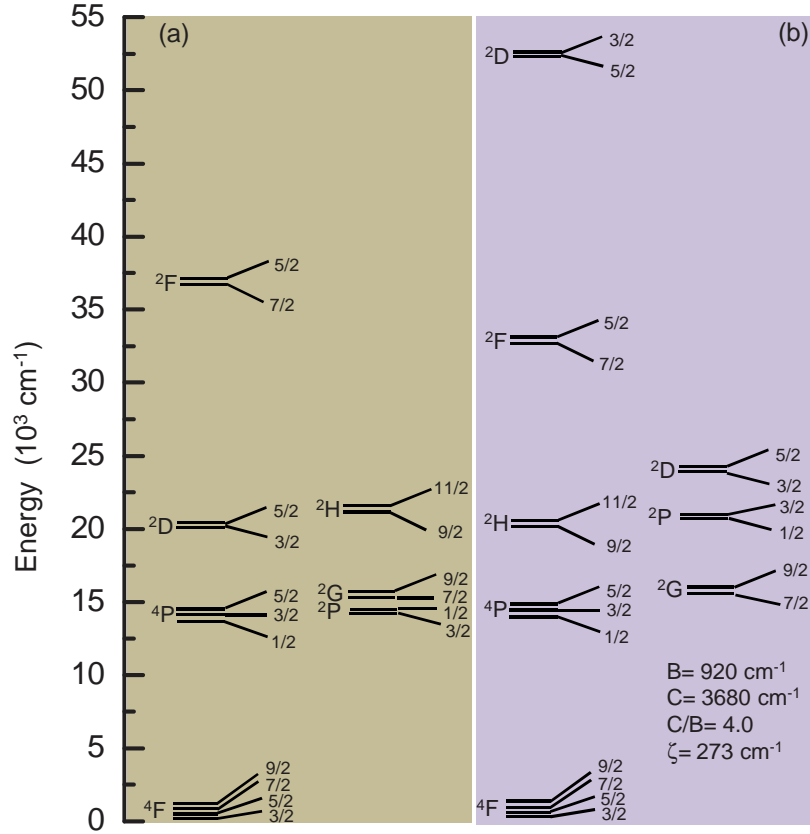 55
50
45
40
35
30
25
20
15
10
5
0
Energy (10³ cm⁻¹)
(a)
²F
5/2
7/2
²D
5/2
3/2
²H
11/2
9/2
⁴P
5/2
3/2
1/2
²G
9/2
7/2
²P
1/2
3/2
⁴F
9/2
7/2
5/2
3/2
(b)
²D
3/2
5/2
²F
5/2
7/2
²D
5/2
3/2
²H
11/2
9/2
²P
3/2
1/2
⁴P
5/2
3/2
1/2
²G
9/2
7/2
B= 920 cm⁻¹
C= 3680 cm⁻¹
C/B= 4.0
ζ= 273 cm⁻¹
⁴F
9/2
7/2
5/2
3/2